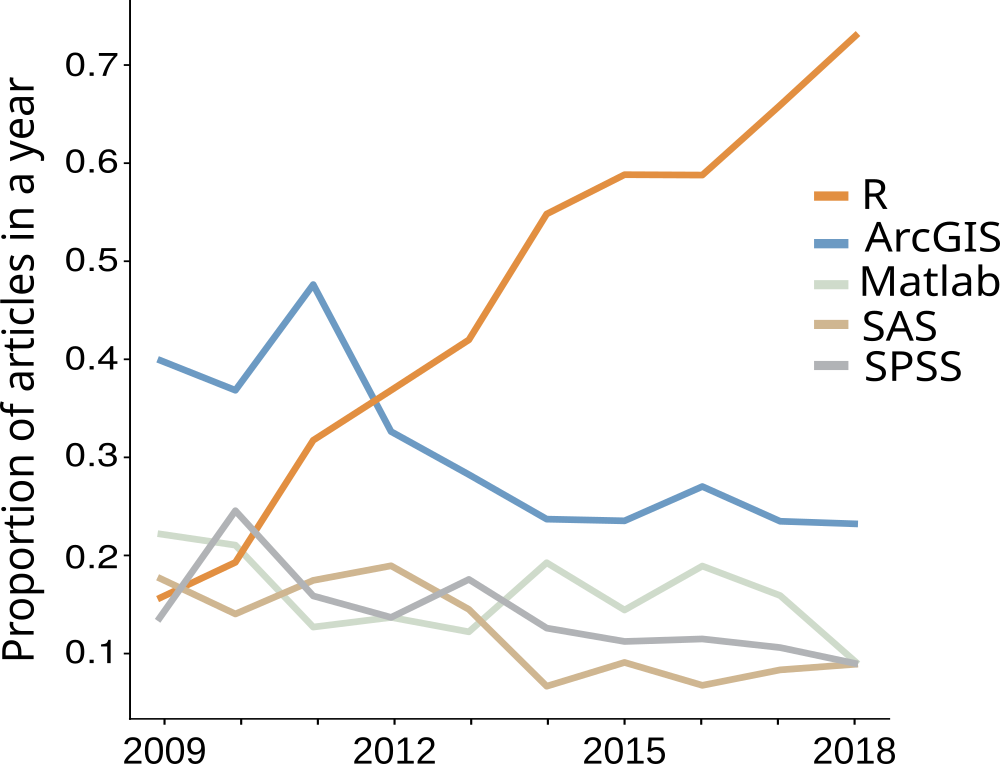 Proportion of articles in a year
0.7
0.6
0.5
0.4
0.3
0.2
0.1
2009 2012 2015 2018
R
ArcGIS
Matlab
SAS
SPSS